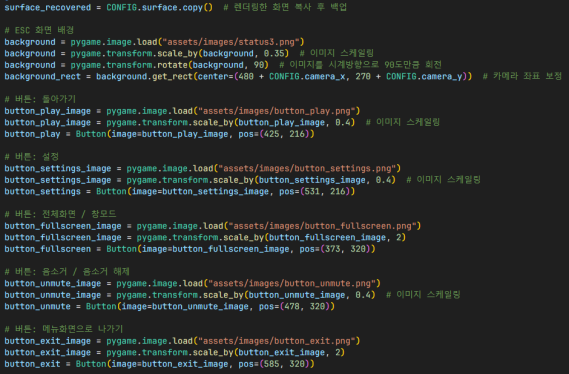 surface_recovered = CONFIG.surface.copy()  # 렌더링한 화면 복사 후 백업
# ESC 화면 배경
background = pygame.image.load("assets/images/status3.png")
background = pygame.transform.scale_by(background, 0.35)  # 이미지 스케일링
background = pygame.transform.rotate(background, 90)  # 이미지를 시계방향으로 90도만큼 회전
background_rect = background.get_rect(center=(480 + CONFIG.camera_x, 270 + CONFIG.camera_y))  # 카메라 좌표 보정
# 버튼: 돌아가기
button_play_image = pygame.image.load("assets/images/button_play.png")
button_play_image = pygame.transform.scale_by(button_play_image, 0.4)  # 이미지 스케일링
button_play = Button(image=button_play_image, pos=(425, 216))
# 버튼: 설정
button_settings_image = pygame.image.load("assets/images/button_settings.png")
button_settings_image = pygame.transform.scale_by(button_settings_image, 0.4)  # 이미지 스케일링
button_settings = Button(image=button_settings_image, pos=(531, 216))
# 버튼: 전체화면 / 창모드
button_fullscreen_image = pygame.image.load("assets/images/button_fullscreen.png")
button_fullscreen_image = pygame.transform.scale_by(button_fullscreen_image, 2)
button_fullscreen = Button(image=button_fullscreen_image, pos=(373, 320))
# 버튼: 음소거 / 음소거 해제
button_unmute_image = pygame.image.load("assets/images/button_unmute.png")
button_unmute_image = pygame.transform.scale_by(button_unmute_image, 0.4)  # 이미지 스케일링
button_unmute = Button(image=button_unmute_image, pos=(478, 320))
# 버튼: 메뉴화면으로 나가기
button_exit_image = pygame.image.load("assets/images/button_exit.png")
button_exit_image = pygame.transform.scale_by(button_exit_image, 2)
button_exit = Button(image=button_exit_image, pos=(585, 320))